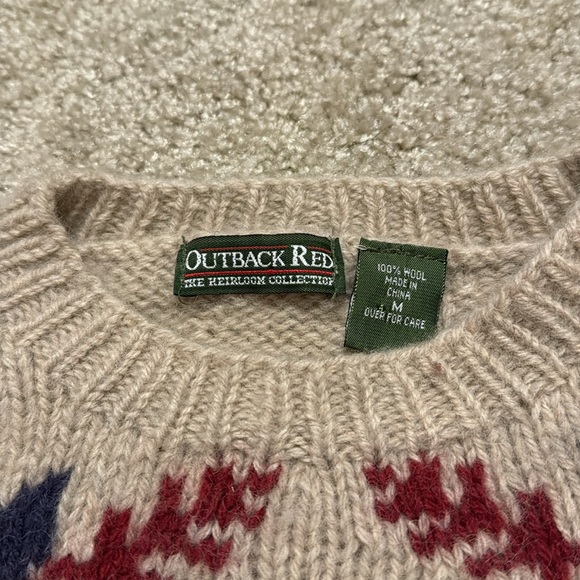 OUTBACK RED
THE HEIRLOOM COLLECTION
100% WOOL
MADE IN
CHINA
M
OVER FOR CARE